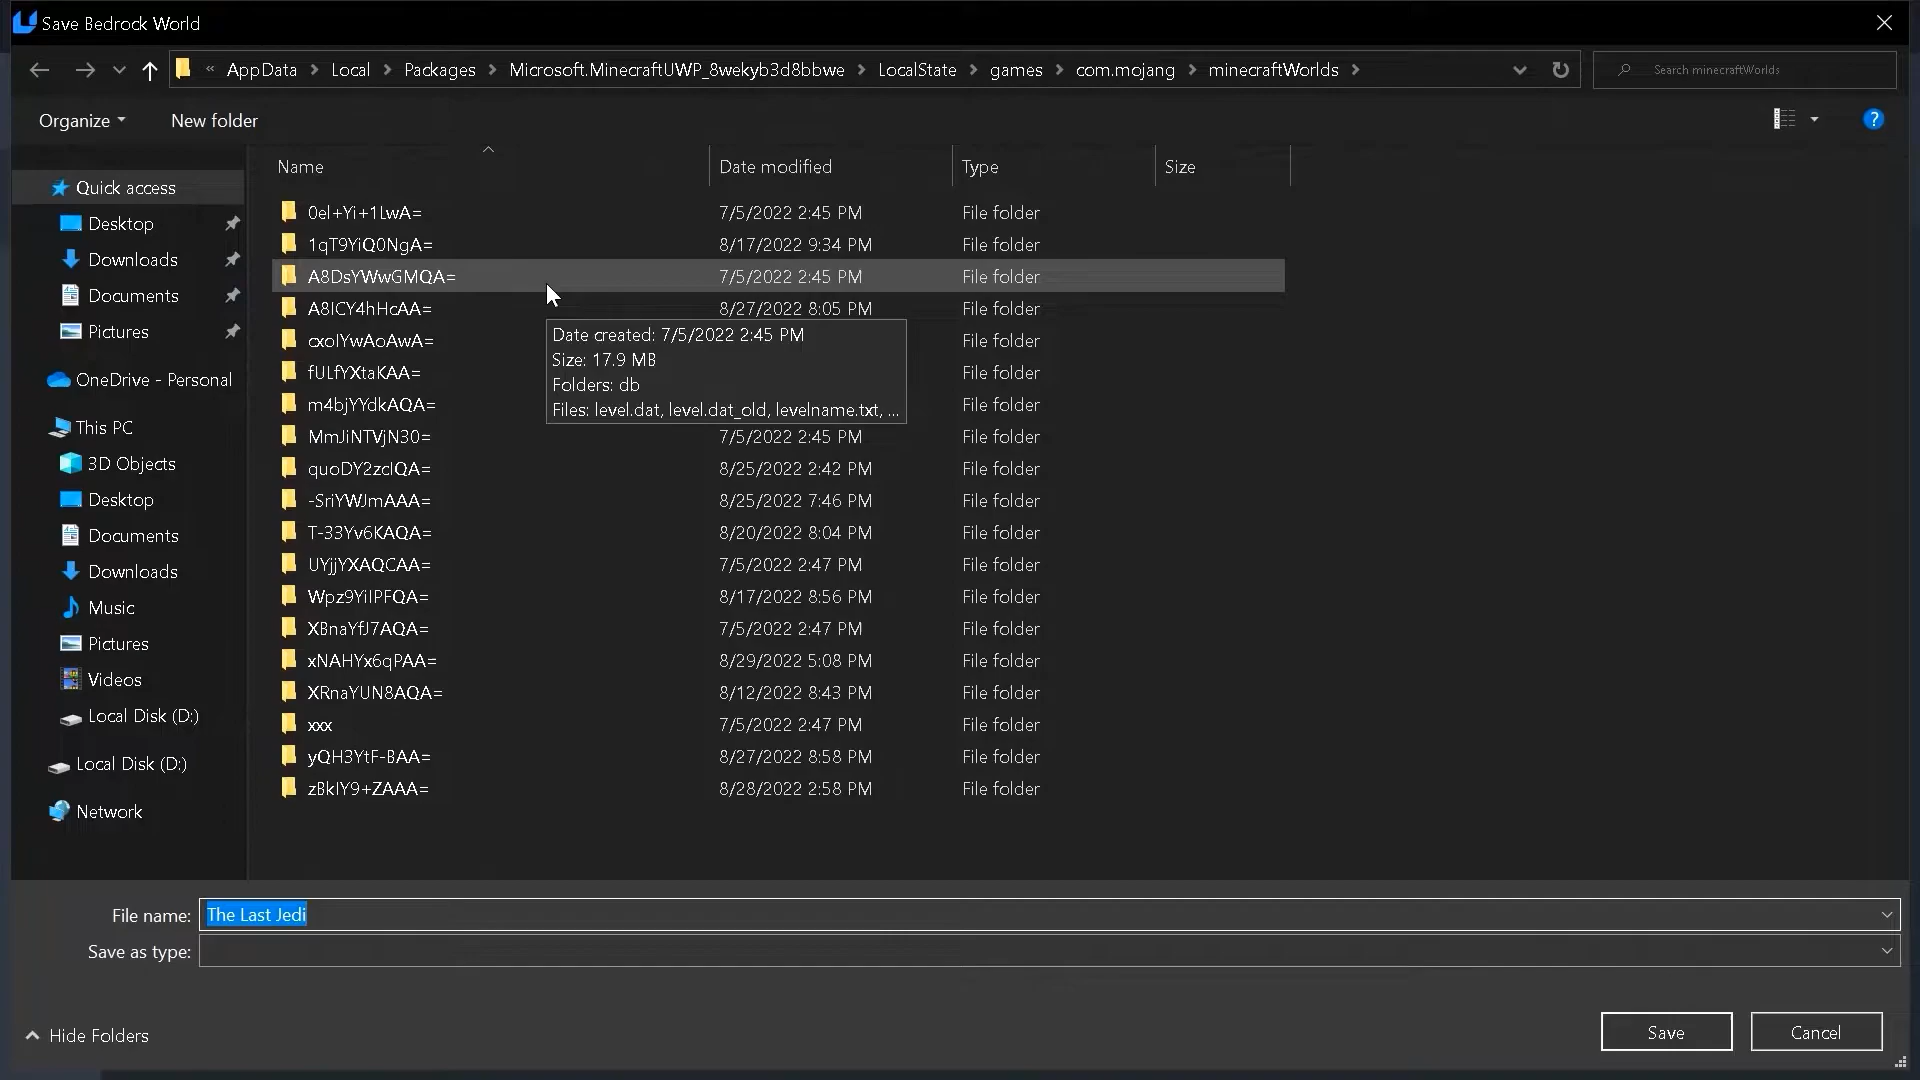 Save Bedrock World
« AppData > Local > Packages > Microsoft.MinecraftUWP_8wekyb3d8bbwe > LocalState > games > com.mojang > minecraftWorlds >
Search minecraftWorlds
Organize
New folder
?
Name Date modified Type Size
Quick access
Desktop
Downloads
Documents
Pictures
OneDrive - Personal
This PC
3D Objects
Desktop
Documents
Downloads
Music
Pictures
Videos
Local Disk (D:)
Local Disk (D:)
Network
0eI+Yi+1LwA= 7/5/2022 2:45 PM File folder
1qT9YiQ0NgA= 8/17/2022 9:34 PM File folder
A8DsYWwGMQA= 7/5/2022 2:45 PM File folder
A8ICY4hHcAA= 8/27/2022 8:05 PM File folder
cxoIYwAoAwA= File folder
fULfYXtaKAA= File folder
m4bjYYdkAQA= File folder
MmJiNTVjN30= 7/5/2022 2:45 PM File folder
quoDY2zcIQA= 8/25/2022 2:42 PM File folder
-SriYWJmAAA= 8/25/2022 7:46 PM File folder
T-33Yv6KAQA= 8/20/2022 8:04 PM File folder
UYjjYXAQCAA= 7/5/2022 2:47 PM File folder
Wpz9YiIPFQA= 8/17/2022 8:56 PM File folder
XBnaYfJ7AQA= 7/5/2022 2:47 PM File folder
xNAHYx6qPAA= 8/29/2022 5:08 PM File folder
XRnaYUN8AQA= 8/12/2022 8:43 PM File folder
xxx 7/5/2022 2:47 PM File folder
yQH3YtF-BAA= 8/27/2022 8:58 PM File folder
zBkIY9+ZAAA= 8/28/2022 2:58 PM File folder
Date created: 7/5/2022 2:45 PM
Size: 17.9 MB
Folders: db
Files: level.dat, level.dat_old, levelname.txt, ...
File name: The Last Jedi
Save as type:
Hide Folders
Save
Cancel